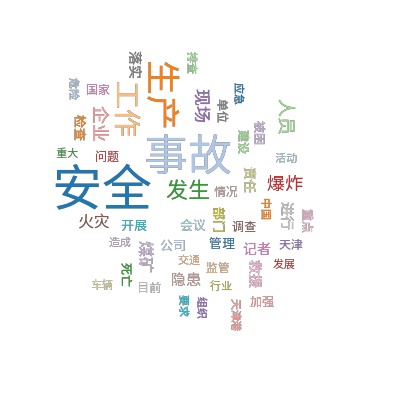 落实
排查
危险
国家
生产
工作
现场
应急
单位
人员
企业
检查
被困
建设
事故
重大
问题
活动
安全
发生
情况
责任
爆炸
中国
进行
重点
火灾
开展
会议
部门
调查
造成
煤矿
公司
管理
记者
天津
交通
监管
救援
发展
死亡
车辆
目前
隐患
行业
要求
组织
天津港
加强